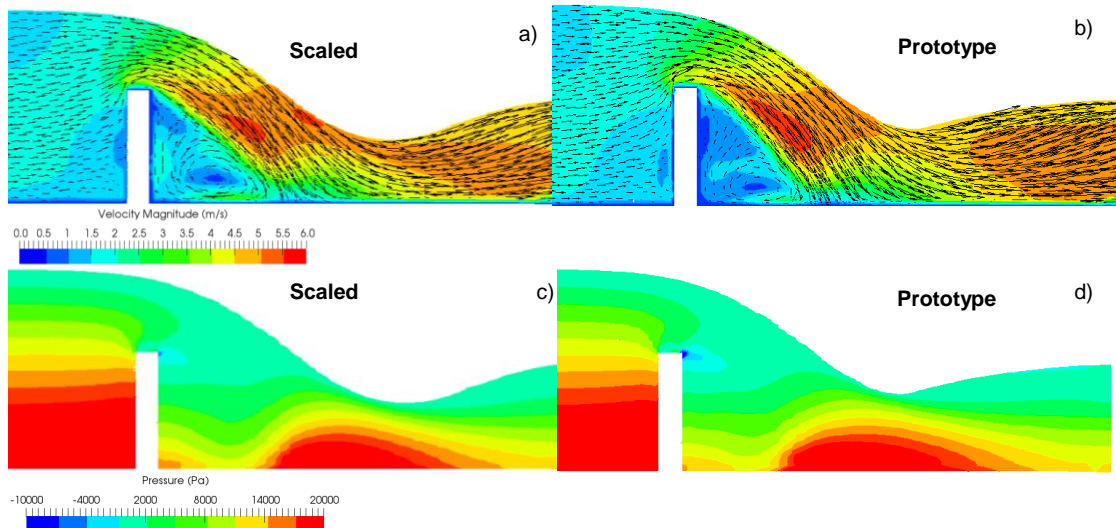 a)
Scaled
b)
Prototype
Velocity Magnitude (m/s)
0.0 0.5 1 1.5 2 2.5 3 3.5 4 4.5 5 5.5 6.0
Scaled
c)
Prototype
d)
Pressure (Pa)
-10000 -4000 2000 8000 14000 20000